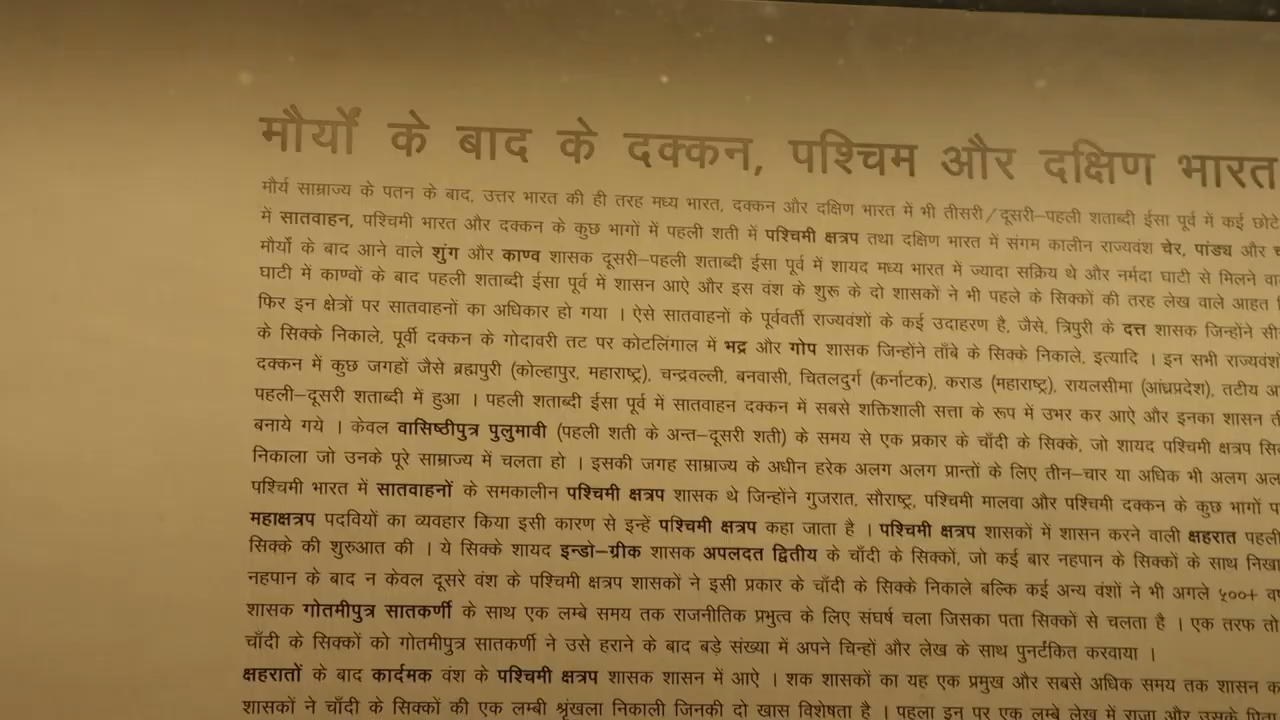 मौर्यों के बाद के दक्कन, पश्चिम और दक्षिण भारत
मौर्य साम्राज्य के पतन के बाद, उत्तर भारत की ही तरह मध्य भारत, दक्कन और दक्षिण भारत में भी तीसरी/दूसरी–पहली शताब्दी ईसा पूर्व में कई छोटे
में सातवाहन, पश्चिमी भारत और दक्कन के कुछ भागों में पहली शती में पश्चिमी क्षत्रप तथा दक्षिण भारत में संगम कालीन राज्यवंश चेर, पांड्य और
मौर्यों के बाद आने वाले शुंग और काण्व शासक दूसरी–पहली शताब्दी ईसा पूर्व में शायद मध्य भारत में ज्यादा सक्रिय थे और नर्मदा घाटी से मिलने
घाटी में काण्वों के बाद पहली शताब्दी ईसा पूर्व में शासन आऐ और इस वंश के शुरू के दो शासकों ने भी पहले के सिक्कों की तरह लेख वाले आहत
फिर इन क्षेत्रों पर सातवाहनों का अधिकार हो गया । ऐसे सातवाहनों के पूर्ववर्ती राज्यवंशों के कई उदाहरण है, जैसे, त्रिपुरी के दत्त शासक जिन्होंने
के सिक्के निकाले, पूर्वी दक्कन के गोदावरी तट पर कोटलिंगाल में भद्र और गोप शासक जिन्होंने ताँबे के सिक्के निकाले, इत्यादि । इन सभी
दक्कन में कुछ जगहों जैसे ब्रह्मपुरी (कोल्हापुर, महाराष्ट्र), चन्द्रवल्ली, बनवासी, चितलदुर्ग (कर्नाटक), कराड (महाराष्ट्र), रायलसीमा (आंध्रप्रदेश), तटीय
पहली–दूसरी शताब्दी में हुआ । पहली शताब्दी ईसा पूर्व में सातवाहन दक्कन में सबसे शक्तिशाली सत्ता के रूप में उभर कर आऐ और इनका शासन
बनाये गये । केवल वासिष्ठीपुत्र पुलुमावी (पहली शती के अन्त–दूसरी शती) के समय से एक प्रकार के चाँदी के सिक्के, जो शायद पश्चिमी क्षत्रप
निकाला जो उनके पूरे साम्राज्य में चलता हो । इसकी जगह साम्राज्य के अधीन हरेक अलग अलग प्रान्तों के लिए तीन–चार या अधिक भी अलग
पश्चिमी भारत में सातवाहनों के समकालीन पश्चिमी क्षत्रप शासक थे जिन्होंने गुजरात, सौराष्ट्र, पश्चिमी मालवा और पश्चिमी दक्कन के कुछ भागों
महाक्षत्रप पदवियों का व्यवहार किया इसी कारण से इन्हें पश्चिमी क्षत्रप कहा जाता है । पश्चिमी क्षत्रप शासकों में शासन करने वाली क्षहरात पहली
सिक्के की शुरुआत की । ये सिक्के शायद इन्डो–ग्रीक शासक अपलदत द्वितीय के चाँदी के सिक्कों, जो कई बार नहपान के सिक्कों के साथ
नहपान के बाद न केवल दूसरे वंश के पश्चिमी क्षत्रप शासकों ने इसी प्रकार के चाँदी के सिक्के निकाले बल्कि कई अन्य वंशों ने भी अगले ५००+
शासक गोतमीपुत्र सातकर्णी के साथ एक लम्बे समय तक राजनीतिक प्रभुत्व के लिए संघर्ष चला जिसका पता सिक्कों से चलता है । एक तरफ तो
चाँदी के सिक्कों को गोतमीपुत्र सातकर्णी ने उसे हराने के बाद बड़े संख्या में अपने चिन्हों और लेख के साथ पुनर्टंकित करवाया ।
क्षहरातों के बाद कार्दमक वंश के पश्चिमी क्षत्रप शासक शासन में आऐ । शक शासकों का यह एक प्रमुख और सबसे अधिक समय तक शासन
शासकों ने चाँदी के सिक्कों की एक लम्बी श्रृंखला निकाली जिनकी दो खास विशेषता है । पहला इन पर एक लम्बे लेख में राजा और उसके पिता